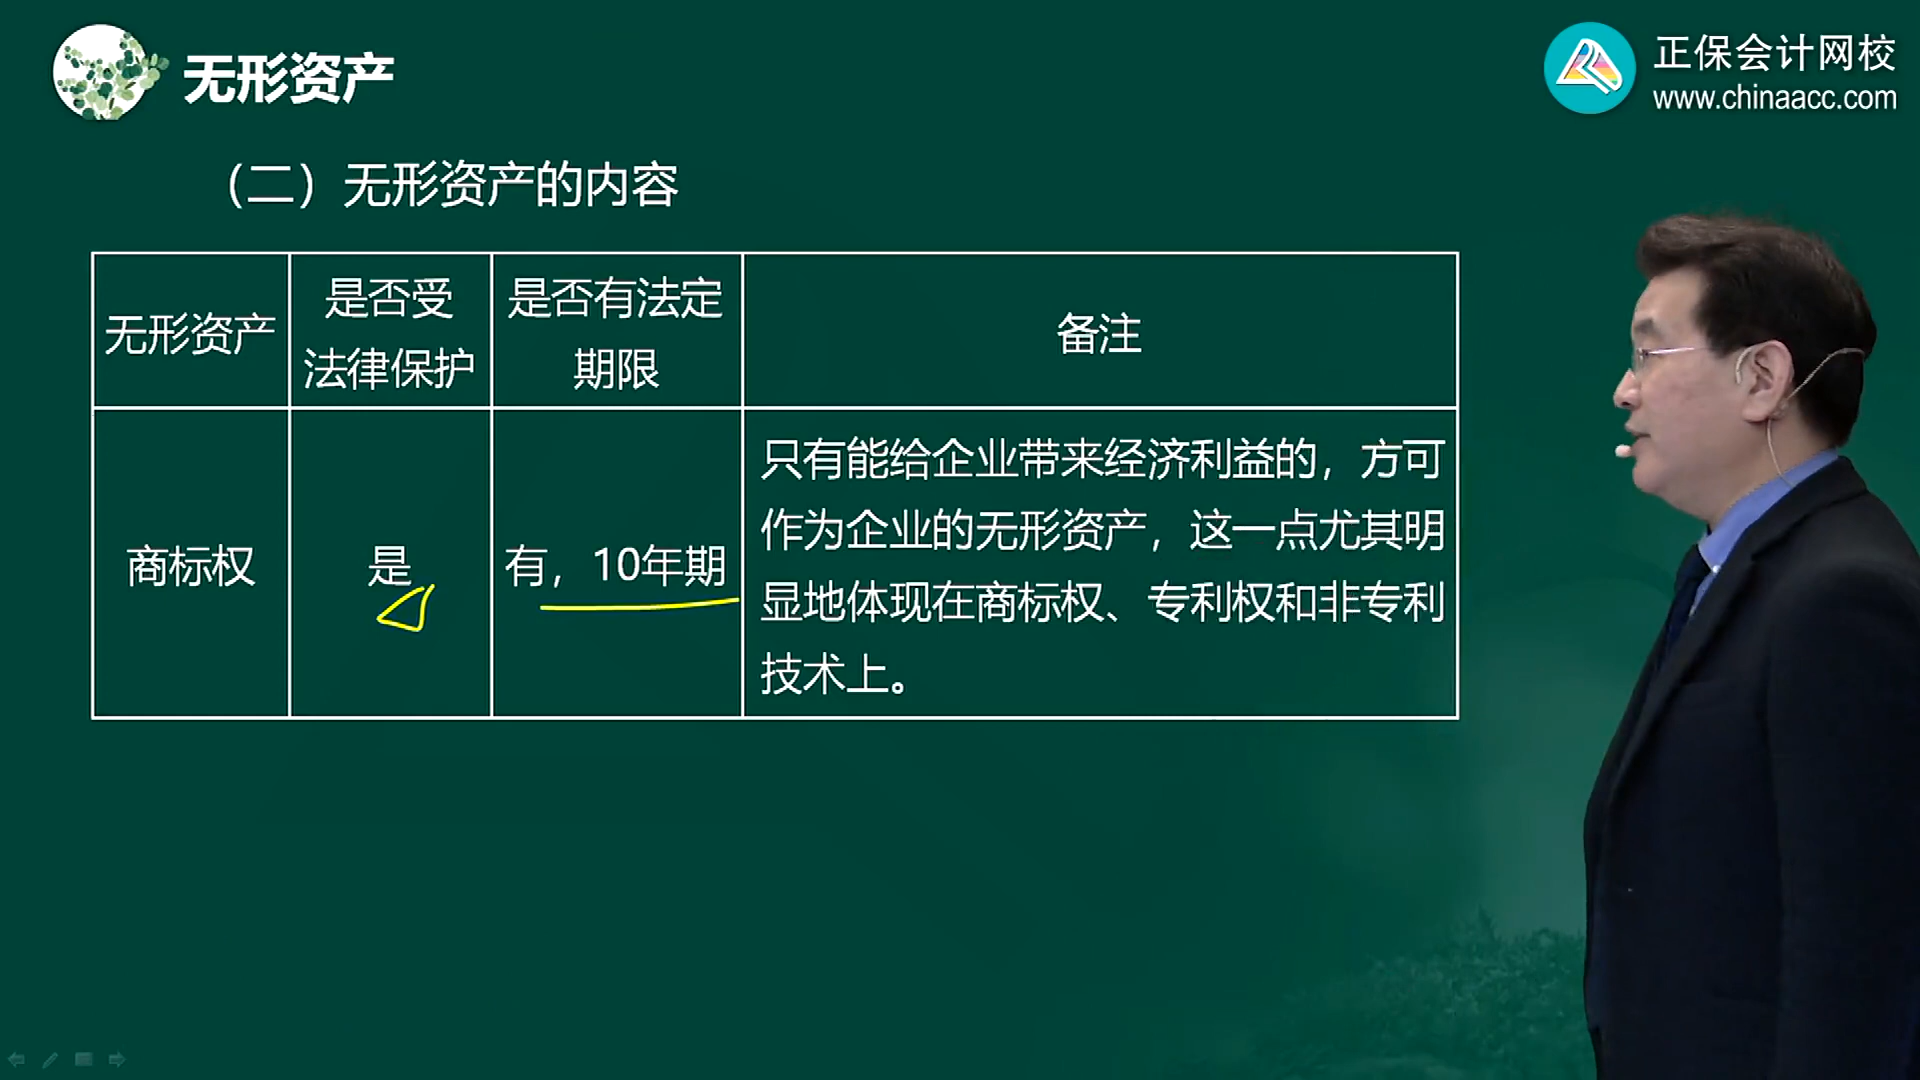 无形资产
正保会计网校
www.chinaacc.com
（二）无形资产的内容
无形资产
是否受
法律保护
是否有法定
期限
备注
商标权
是
有，10年期
只有能给企业带来经济利益的，方可
作为企业的无形资产，这一点尤其明
显地体现在商标权、专利权和非专利
技术上。